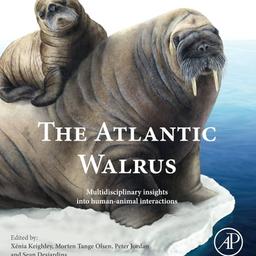 THE ATLANTIC
WALRUS
Multidisciplinary insights
into human-animal interactions
Edited by:
Xénia Keighley, Morten Tange Olsen, Peter Jordan
and Sean Desjardins
AP